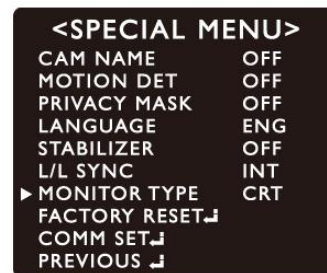 <SPECIAL MENU>
CAM NAME OFF
MOTION DET OFF
PRIVACY MASK OFF
LANGUAGE ENG
STABILIZER OFF
L/L SYNC INT
▶ MONITOR TYPE CRT
FACTORY RESET↲
COMM SET↲
PREVIOUS ↲